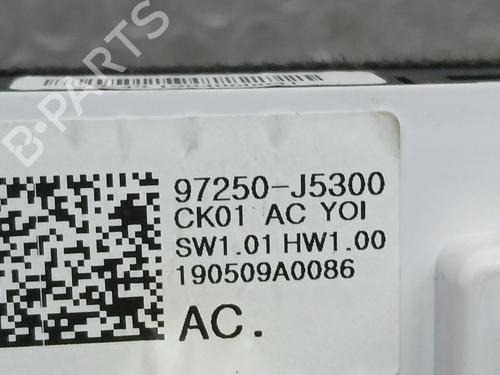 B-PARTS
97250-J5300
CK01 AC YOI
SW1.01 HW1.00
190509A0086
AC.